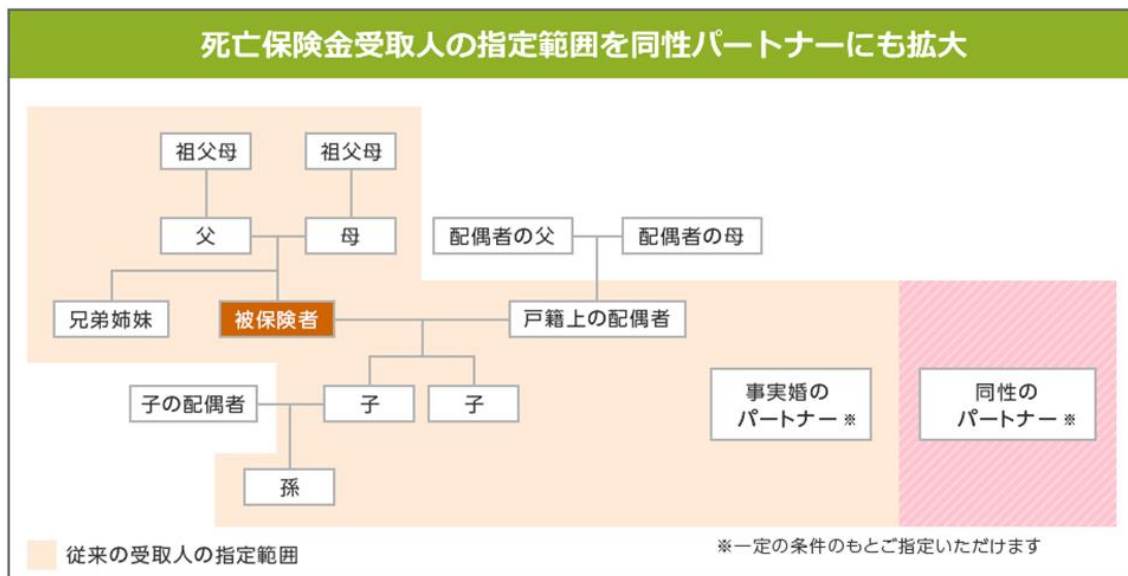 死亡保険金受取人の指定範囲を同性パートナーにも拡大
祖父母
祖父母
父
母
配偶者の父
配偶者の母
兄弟姉妹
被保険者
戸籍上の配偶者
子の配偶者
子
子
事実婚の
パートナー※
同性の
パートナー※
孫
従来の受取人の指定範囲
※一定の条件のもとご指定いただけます